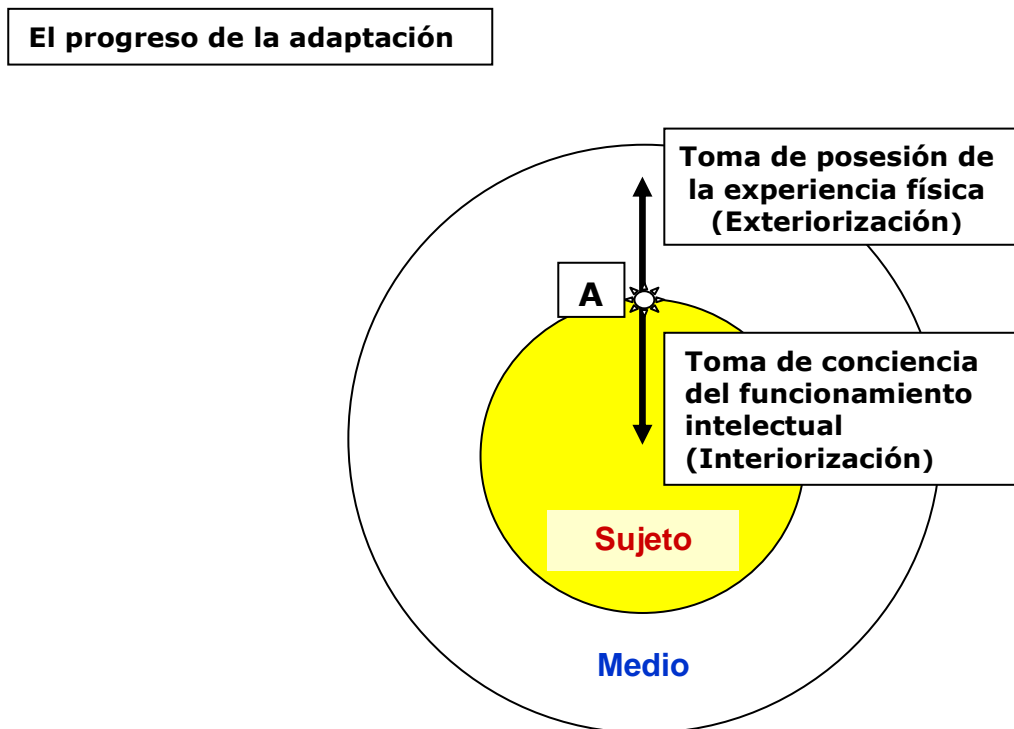 El progreso de la adaptación
Toma de posesión de
la experiencia física
(Exteriorización)
A
Toma de conciencia
del funcionamiento
intelectual
(Interiorización)
Sujeto
Medio